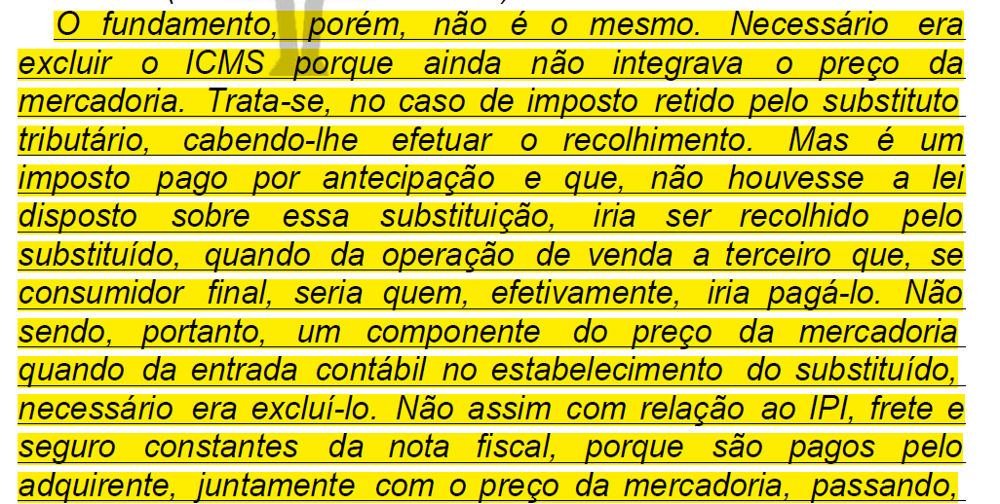 O fundamento, porém, não é o mesmo. Necessário era
excluir o ICMS porque ainda não integrava o preço da
mercadoria. Trata-se, no caso de imposto retido pelo substituto
tributário, cabendo-lhe efetuar o recolhimento. Mas é um
imposto pago por antecipação e que, não houvesse a lei
disposto sobre essa substituição, iria ser recolhido pelo
substituído, quando da operação de venda a terceiro que, se
consumidor final, seria quem, efetivamente, iria pagá-lo. Não
sendo, portanto, um componente do preço da mercadoria
quando da entrada contábil no estabelecimento do substituído,
necessário era excluí-lo. Não assim com relação ao IPI, frete e
seguro constantes da nota fiscal, porque são pagos pelo
adquirente, juntamente com o preço da mercadoria, passando,